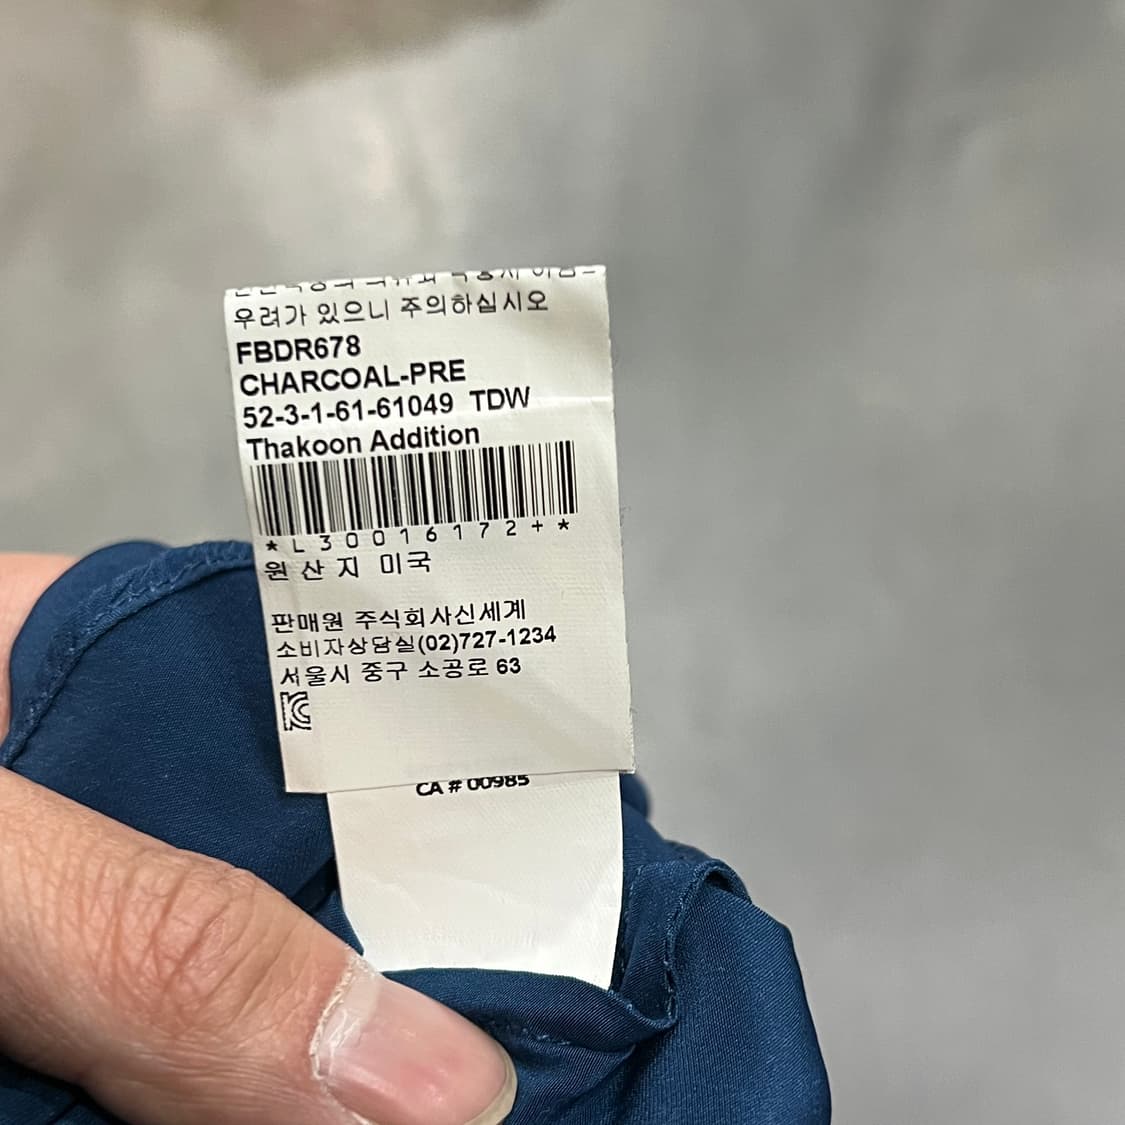 우려가 있으니 주의하십시오
FBDR678
CHARCOAL-PRE
52-3-1-61-61049 TDW
Thakoon Addition
*L30016172+*
원산지 미국
판매원 주식회사신세계
소비자상담실(02)727-1234
서울시 중구 소공로 63
KC
CA # 00985